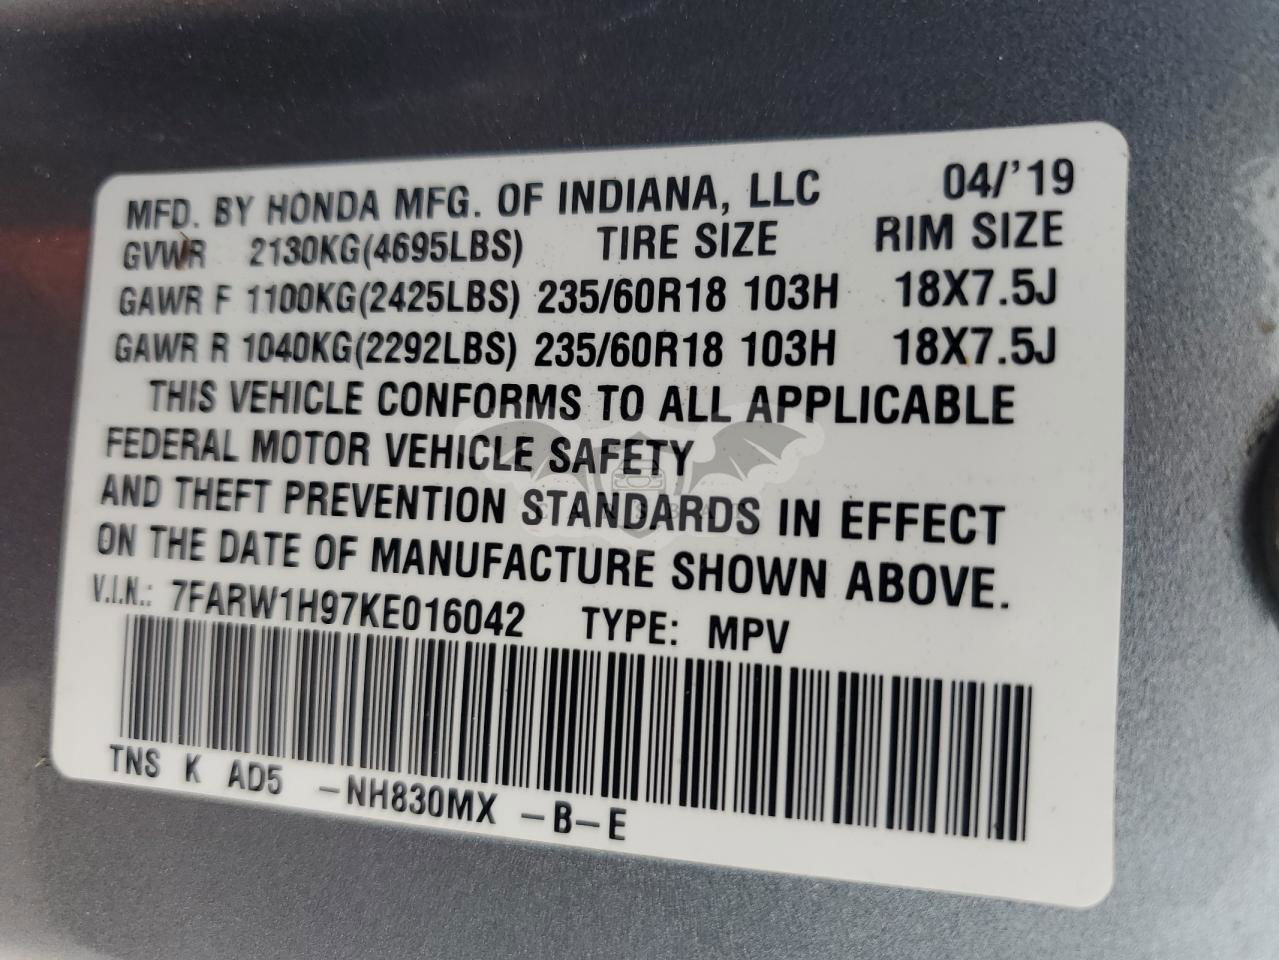 MFD. BY HONDA MFG. OF INDIANA, LLC 04/'19
GVWR 2130KG(4695LBS) TIRE SIZE RIM SIZE
GAWR F 1100KG(2425LBS) 235/60R18 103H 18X7.5J
GAWR R 1040KG(2292LBS) 235/60R18 103H 18X7.5J
THIS VEHICLE CONFORMS TO ALL APPLICABLE
FEDERAL MOTOR VEHICLE SAFETY
AND THEFT PREVENTION STANDARDS IN EFFECT
ON THE DATE OF MANUFACTURE SHOWN ABOVE.
V.I.N.: 7FARW1H97KE016042 TYPE: MPV
TNS K AD5 -NH830MX -B-E